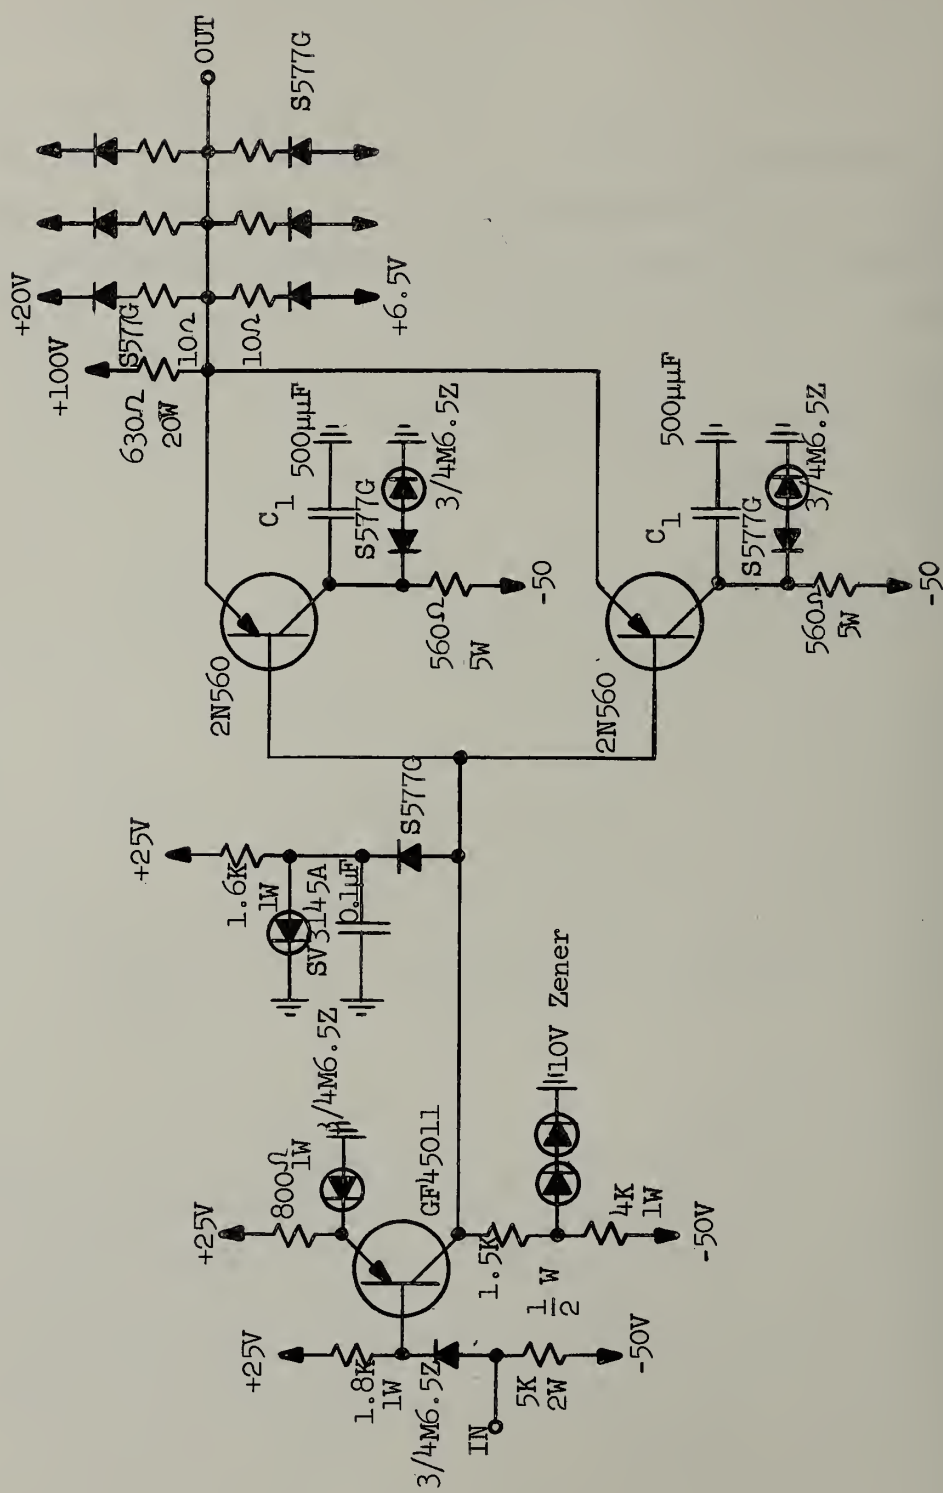 +25V
1.8K
1W
3/4M6.5Z
IN
5K
2W
-50V
+25V
800Ω
1W
3/4M6.5Z
GF45011
1.5K
1/2 W
10V Zener
4K
1W
-50V
+25V
1.6K
1W
SV3145A
0.1μF
S577G
2N560
C1
500μμF
S577G
3/4M6.5Z
560Ω
5W
-50
2N560
C1
500μμF
S577G
3/4M6.5Z
560Ω
5W
-50
+100V
630Ω
20W
+20V
S577G
10Ω
10Ω
+6.5V
S577G
OUT